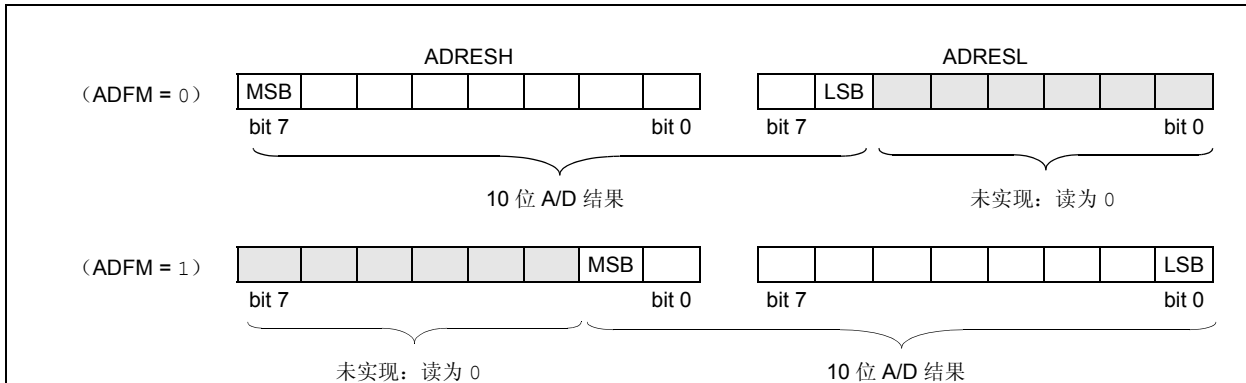 ADRESH ADRESL
（ADFM = 0） MSB LSB
bit 7 bit 0 bit 7 bit 0
10 位 A/D 结果 未实现：读为 0
（ADFM = 1） MSB LSB
bit 7 bit 0 bit 7 bit 0
未实现：读为 0 10 位 A/D 结果